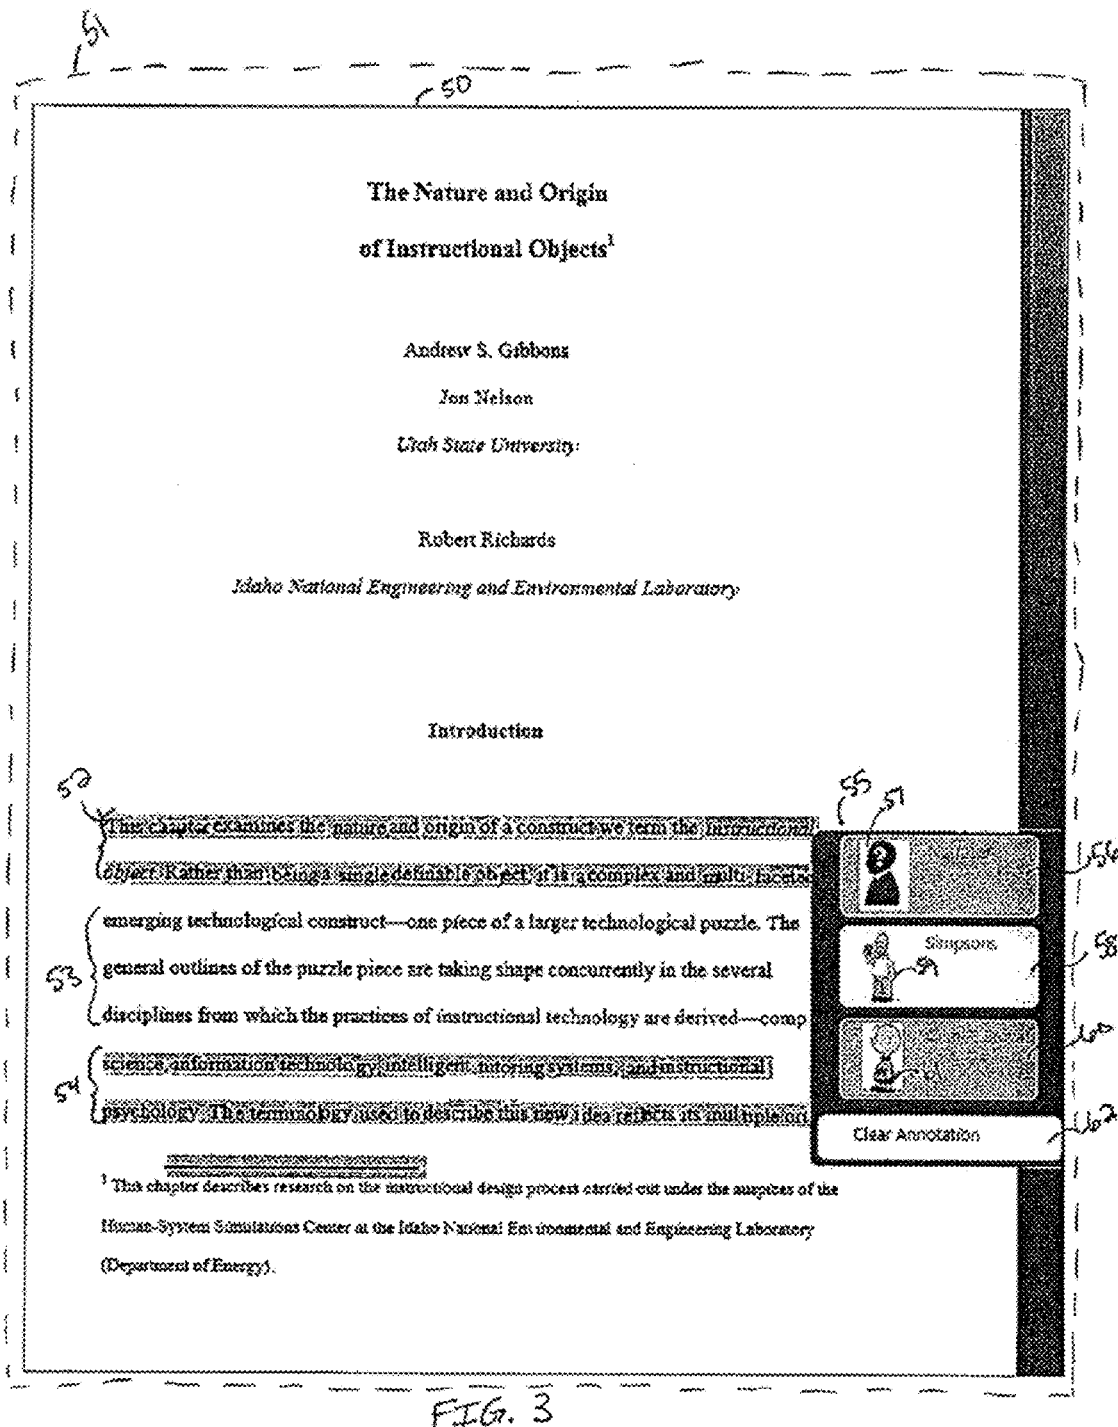 51
50
The Nature and Origin
of Instructional Objects¹
Andrew S. Gibbons
Jon Nelson
Utah State University
Robert Richards
Idaho National Engineering and Environmental Laboratory
Introduction
52
This chapter examines the nature and origin of a construct we term the instructional
object. Rather than being a single definable object, it is a complex and multi-faceted
53
emerging technological construct—one piece of a larger technological puzzle. The
general outlines of the puzzle piece are taking shape concurrently in the several
disciplines from which the practices of instructional technology are derived—comp
54
science, information technology, intelligent tutoring systems, and instructional
psychology. The terminology used to describe this new idea reflects its multiple ori
55
57
56
Simpsons
58
59
60
61
Clear Annotation
62
¹ This chapter describes research on the instructional design process carried out under the auspices of the
Human-System Simulations Center at the Idaho National Environmental and Engineering Laboratory
(Department of Energy).
FIG. 3